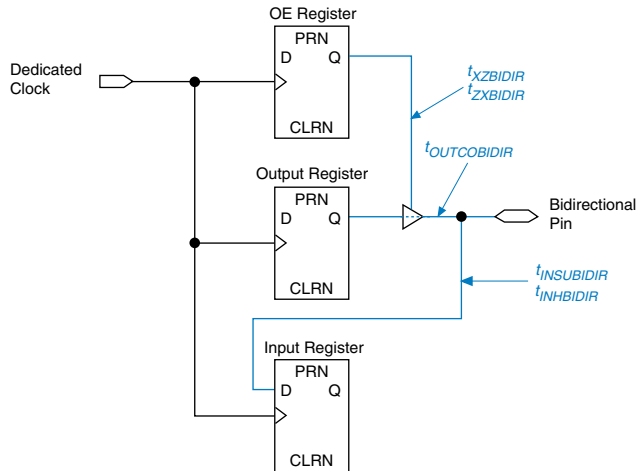 OE Register
PRN
D Q
CLRN
Dedicated
Clock
tXZBIDIR
tZXBIDIR
tOUTCOBIDIR
Output Register
PRN
D Q
CLRN
Bidirectional
Pin
tINSUBIDIR
tINHBIDIR
Input Register
PRN
D Q
CLRN